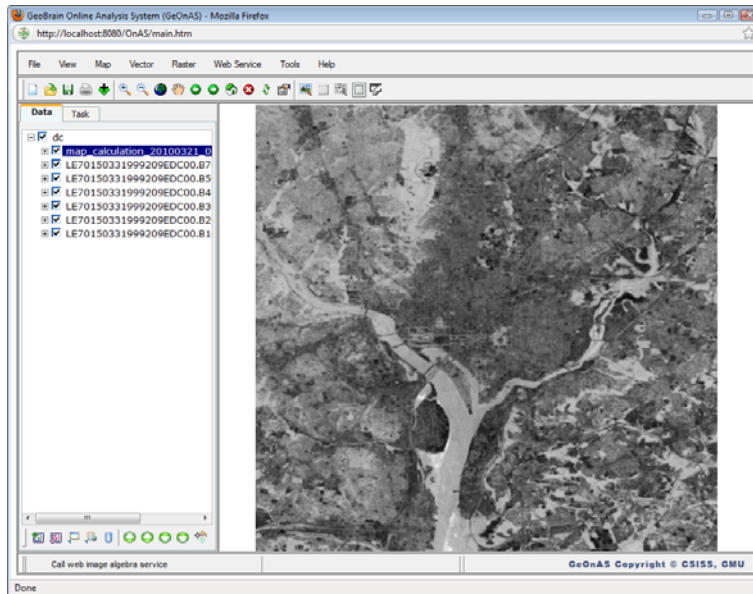 GeoBrain Online Analysis System (GeOnAS) - Mozilla Firefox
http://localhost:8080/OnAS/main.htm
File View Map Vector Raster Web Service Tools Help
Data Task
dc
map_calculation_20100321_0
LE70150331999209EDC00.B7
LE70150331999209EDC00.B5
LE70150331999209EDC00.B4
LE70150331999209EDC00.B3
LE70150331999209EDC00.B2
LE70150331999209EDC00.B1
Call web image algebra service
GeOnAS Copyright © CSISS, GMU
Done